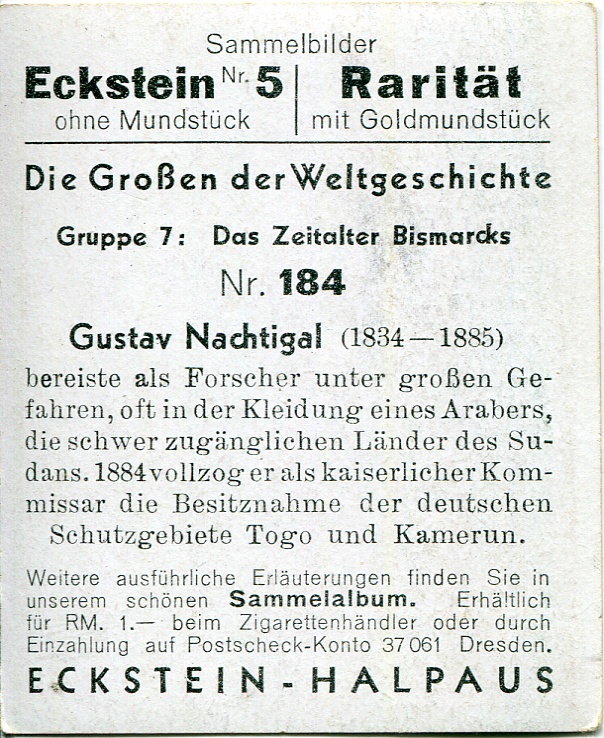 Sammelbilder
Eckstein Nr. 5 | Rarität
ohne Mundstück | mit Goldmundstück
Die Großen der Weltgeschichte
Gruppe 7: Das Zeitalter Bismarcks
Nr. 184
Gustav Nachtigal (1834—1885)
bereiste als Forscher unter großen Ge-
fahren, oft in der Kleidung eines Arabers,
die schwer zugänglichen Länder des Su-
dans. 1884 vollzog er als kaiserlicher Kom-
missar die Besitznahme der deutschen
Schutzgebiete Togo und Kamerun.
Weitere ausführliche Erläuterungen finden Sie in
unserem schönen Sammelalbum. Erhältlich
für RM. 1.— beim Zigarettenhändler oder durch
Einzahlung auf Postscheck-Konto 37 061 Dresden.
ECKSTEIN-HALPAUS